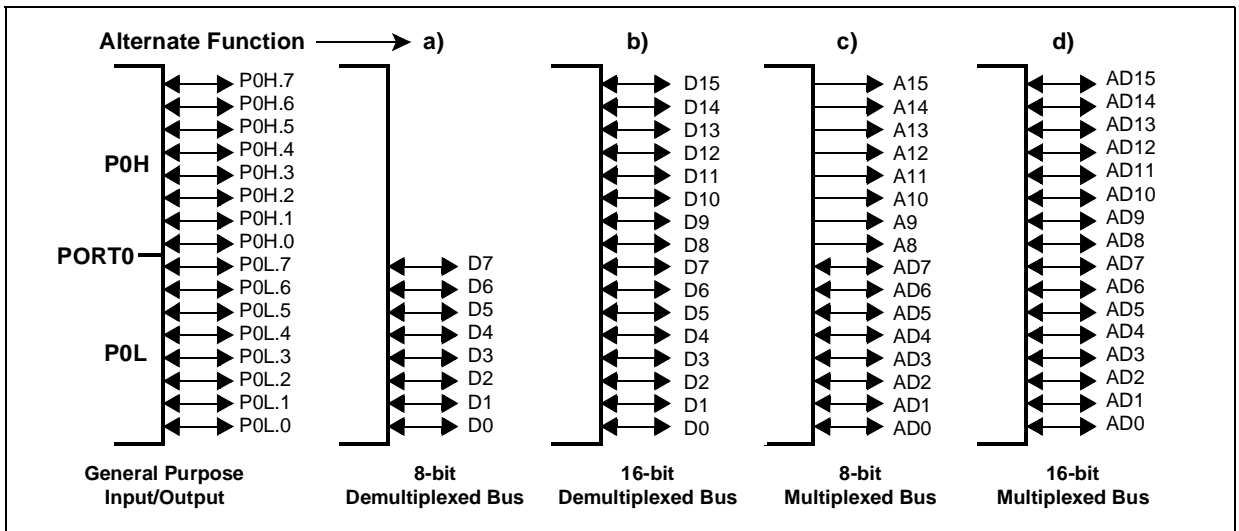 Alternate Function a) b) c) d)
P0H.7 D15 A15 AD15
P0H.6 D14 A14 AD14
P0H.5 D13 A13 AD13
P0H.4 D12 A12 AD12
P0H P0H.3 D11 A11 AD11
P0H.2 D10 A10 AD10
P0H.1 D9 A9 AD9
P0H.0 D8 A8 AD8
PORT0
P0L.7 D7 D7 AD7 AD7
P0L.6 D6 D6 AD6 AD6
P0L.5 D5 D5 AD5 AD5
P0L.4 D4 D4 AD4 AD4
P0L P0L.3 D3 D3 AD3 AD3
P0L.2 D2 D2 AD2 AD2
P0L.1 D1 D1 AD1 AD1
P0L.0 D0 D0 AD0 AD0
General Purpose 8-bit 16-bit 8-bit 16-bit
Input/Output Demultiplexed Bus Demultiplexed Bus Multiplexed Bus Multiplexed Bus